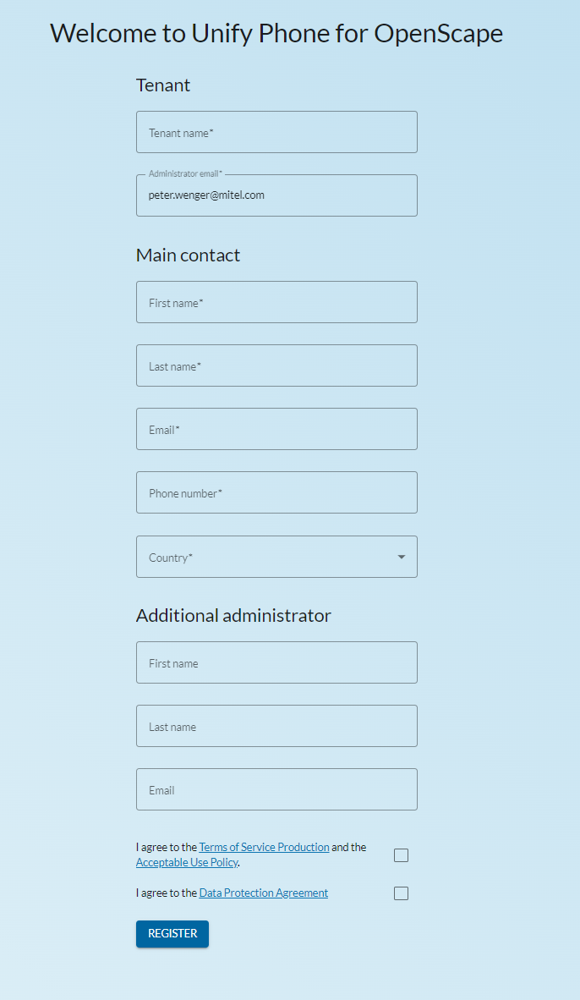 Welcome to Unify Phone for OpenScape
Tenant
Tenant name*
Administrator email*
peter.wenger@mitel.com
Main contact
First name*
Last name*
Email*
Phone number*
Country*
Additional administrator
First name
Last name
Email
I agree to the Terms of Service Production and the
Acceptable Use Policy.
I agree to the Data Protection Agreement
REGISTER